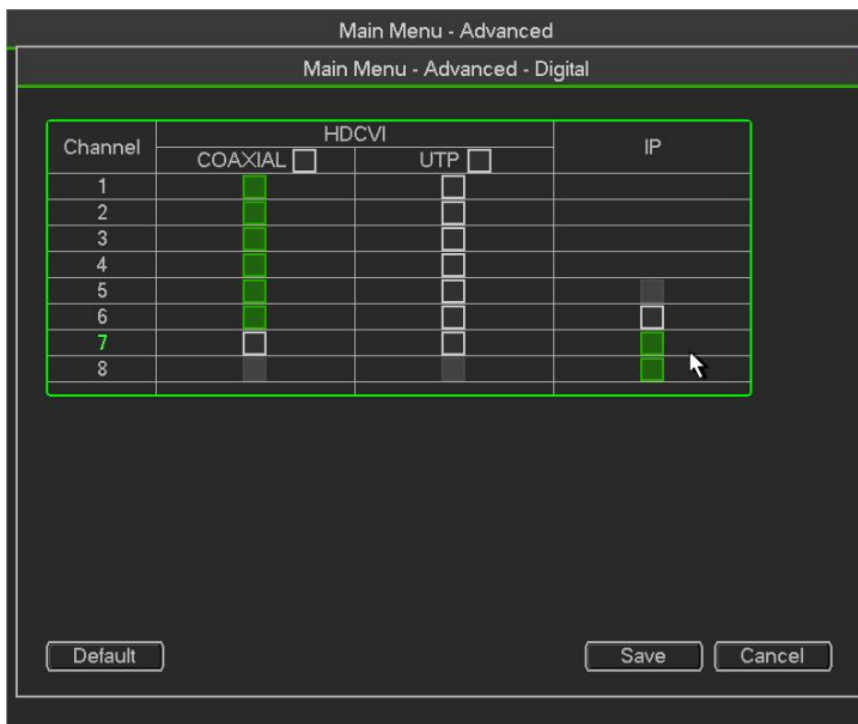 Main Menu - Advanced
Main Menu - Advanced - Digital
Channel HDCVI IP
COAXIAL UTP
1
2
3
4
5
6
7
8
Default Save Cancel